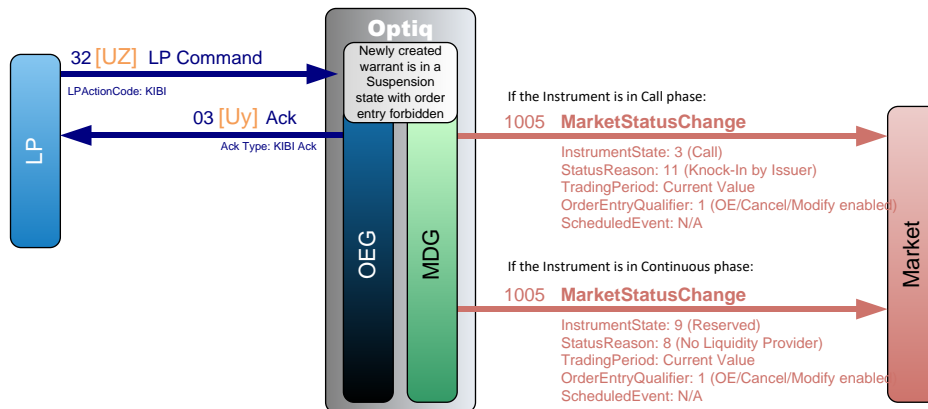 Optiq
32 [UZ] LP Command
LPActionCode: KIBI
Newly created
warrant is in a
Suspension
state with order
entry forbidden
03 [Uy] Ack
Ack Type: KIBI Ack
LP
OEG
MDG
If the Instrument is in Call phase:
1005 MarketStatusChange
InstrumentState: 3 (Call)
StatusReason: 11 (Knock-In by Issuer)
TradingPeriod: Current Value
OrderEntryQualifier: 1 (OE/Cancel/Modify enabled)
ScheduledEvent: N/A
If the Instrument is in Continuous phase:
1005 MarketStatusChange
InstrumentState: 9 (Reserved)
StatusReason: 8 (No Liquidity Provider)
TradingPeriod: Current Value
OrderEntryQualifier: 1 (OE/Cancel/Modify enabled
ScheduledEvent: N/A
Market